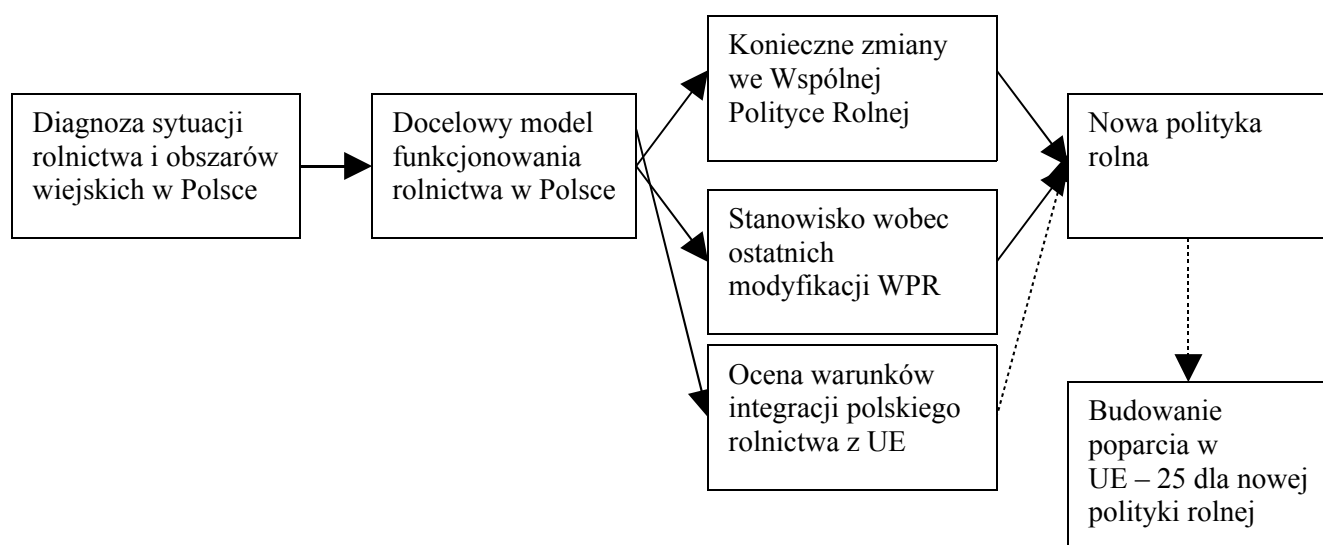 Diagnoza sytuacji
rolnictwa i obszarów
wiejskich w Polsce
Docelowy model
funkcjonowania
rolnictwa w Polsce
Konieczne zmiany
we Wspólnej
Polityce Rolnej
Stanowisko wobec
ostatnich
modyfikacji WPR
Ocena warunków
integracji polskiego
rolnictwa z UE
Nowa polityka
rolna
Budowanie
poparcia w
UE – 25 dla nowej
polityki rolnej